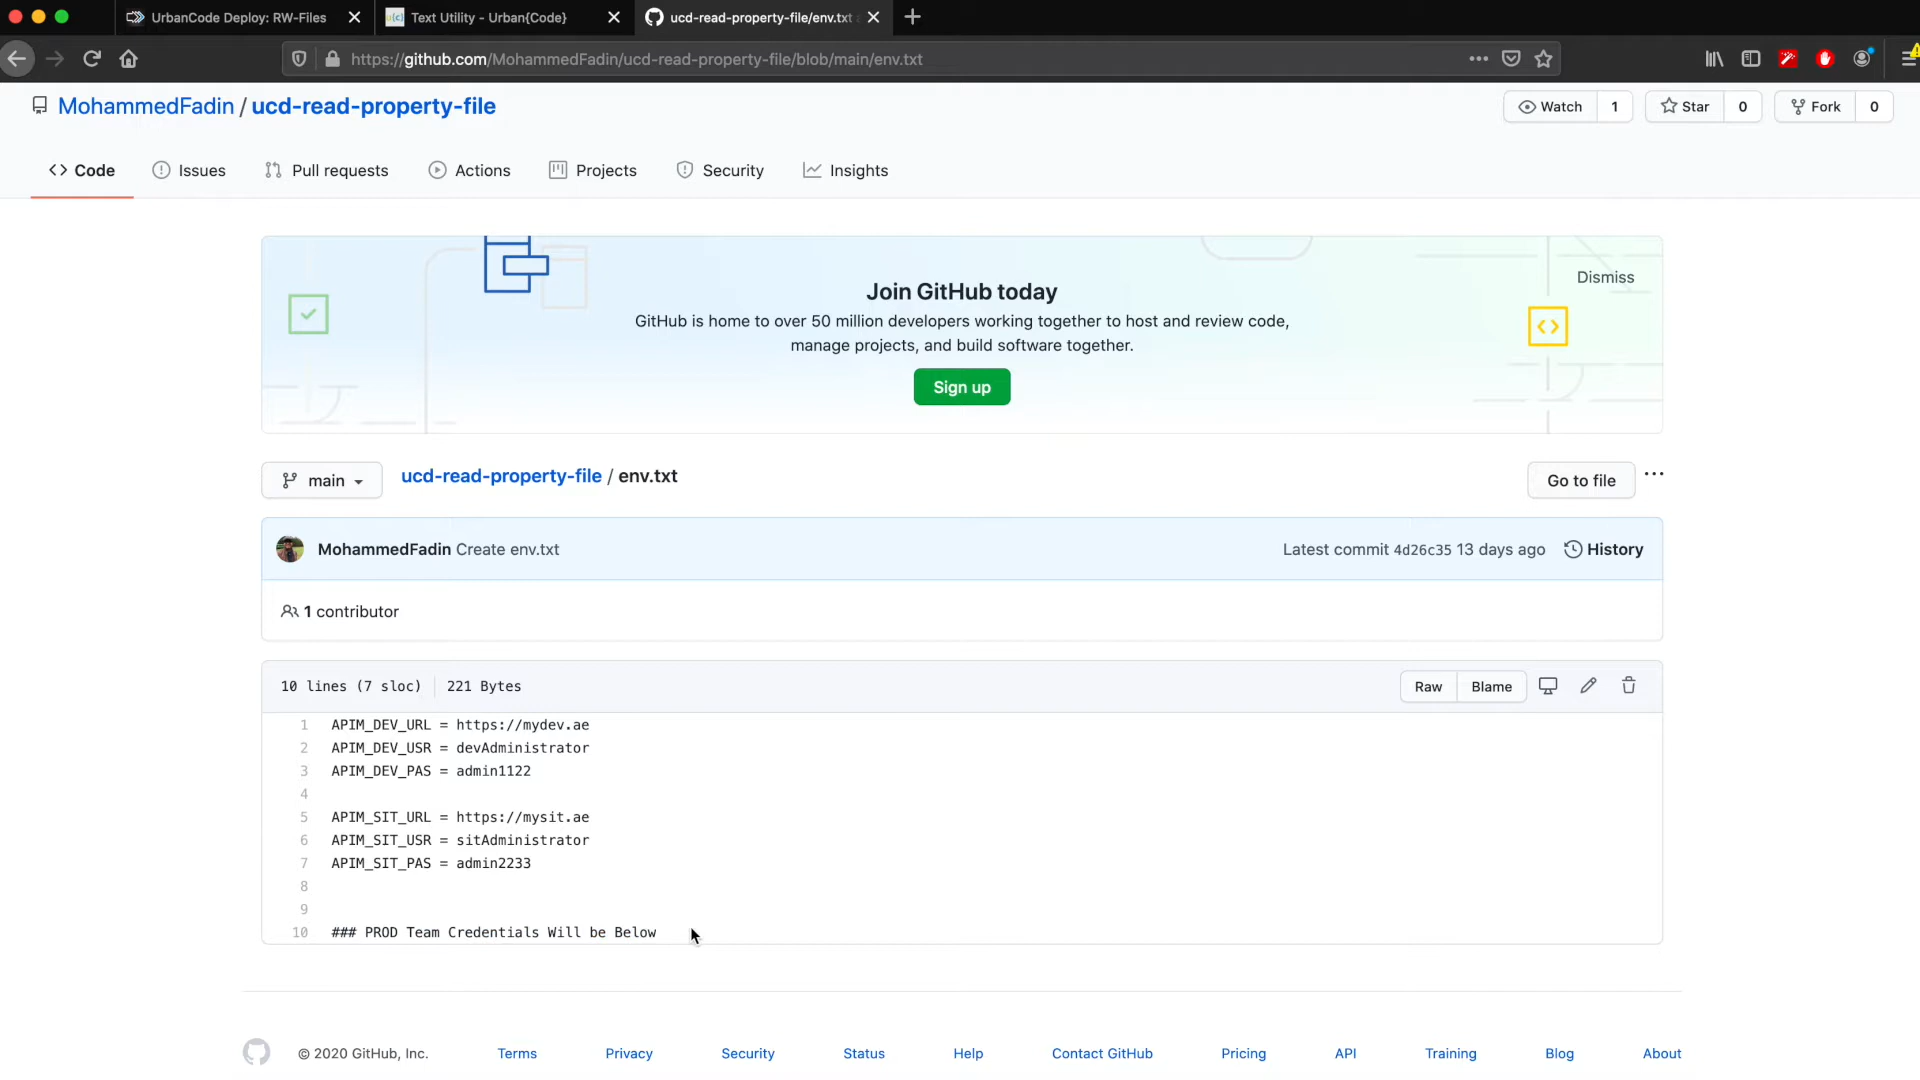 UrbanCode Deploy: RW-Files
u{c} Text Utility - Urban{Code}
ucd-read-property-file/env.txt
https://github.com/MohammedFadin/ucd-read-property-file/blob/main/env.txt
MohammedFadin / ucd-read-property-file
Watch 1 Star 0 Fork 0
Code Issues Pull requests Actions Projects Security Insights
Join GitHub today
Dismiss
GitHub is home to over 50 million developers working together to host and review code,
manage projects, and build software together.
Sign up
main ucd-read-property-file / env.txt Go to file
MohammedFadin Create env.txt Latest commit 4d26c35 13 days ago History
1 contributor
10 lines (7 sloc) 221 Bytes Raw Blame
1 APIM_DEV_URL = https://mydev.ae
2 APIM_DEV_USR = devAdministrator
3 APIM_DEV_PAS = admin1122
4
5 APIM_SIT_URL = https://mysit.ae
6 APIM_SIT_USR = sitAdministrator
7 APIM_SIT_PAS = admin2233
8
9
10 ### PROD Team Credentials Will be Below
© 2020 GitHub, Inc. Terms Privacy Security Status Help Contact GitHub Pricing API Training Blog About